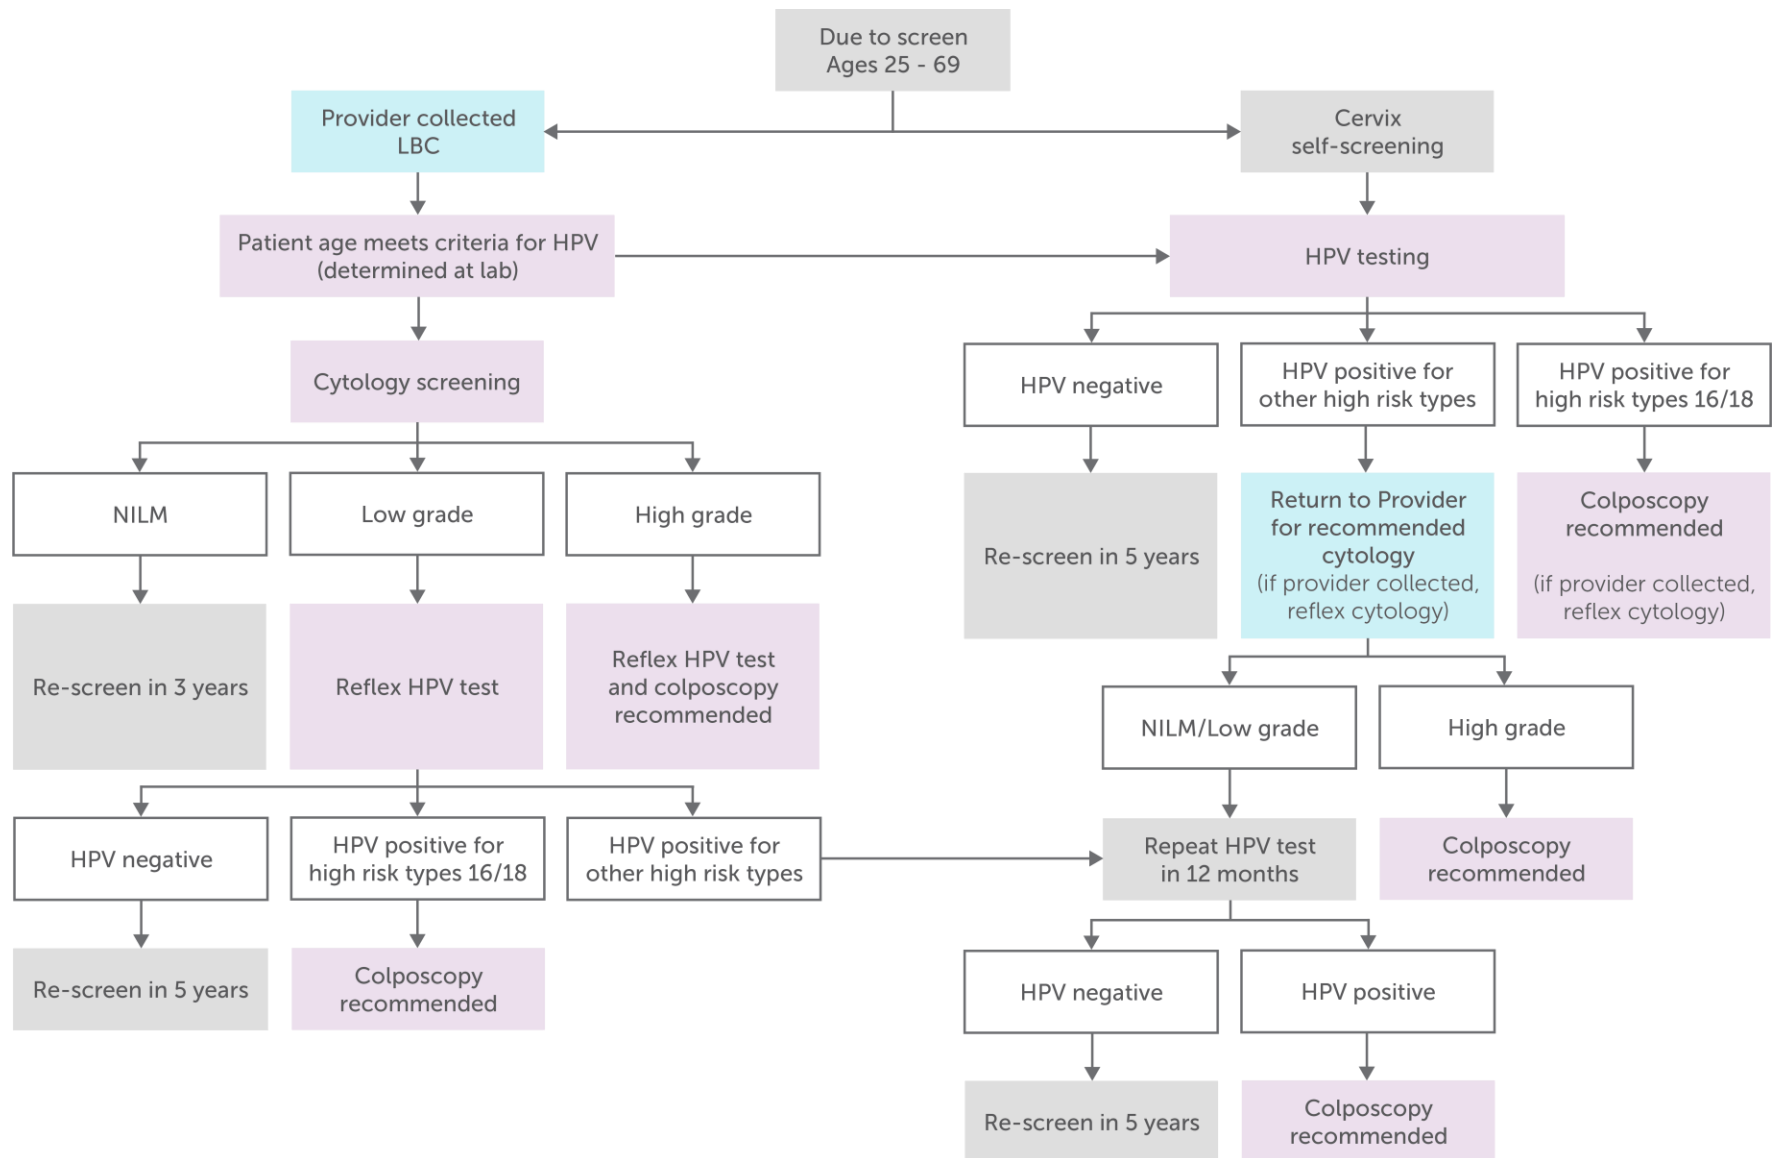 Due to screen
Ages 25 - 69
Provider collected
LBC
Cervix
self-screening
Patient age meets criteria for HPV
(determined at lab)
HPV testing
Cytology screening
HPV negative
HPV positive for
other high risk types
HPV positive for
high risk types 16/18
NILM
Low grade
High grade
Re-screen in 5 years
Return to Provider
for recommended
cytology
(if provider collected,
reflex cytology)
Colposcopy
recommended
(if provider collected,
reflex cytology)
Re-screen in 3 years
Reflex HPV test
Reflex HPV test
and colposcopy
recommended
NILM/Low grade
High grade
HPV negative
HPV positive for
high risk types 16/18
HPV positive for
other high risk types
Repeat HPV test
in 12 months
Colposcopy
recommended
Re-screen in 5 years
Colposcopy
recommended
HPV negative
HPV positive
Re-screen in 5 years
Colposcopy
recommended